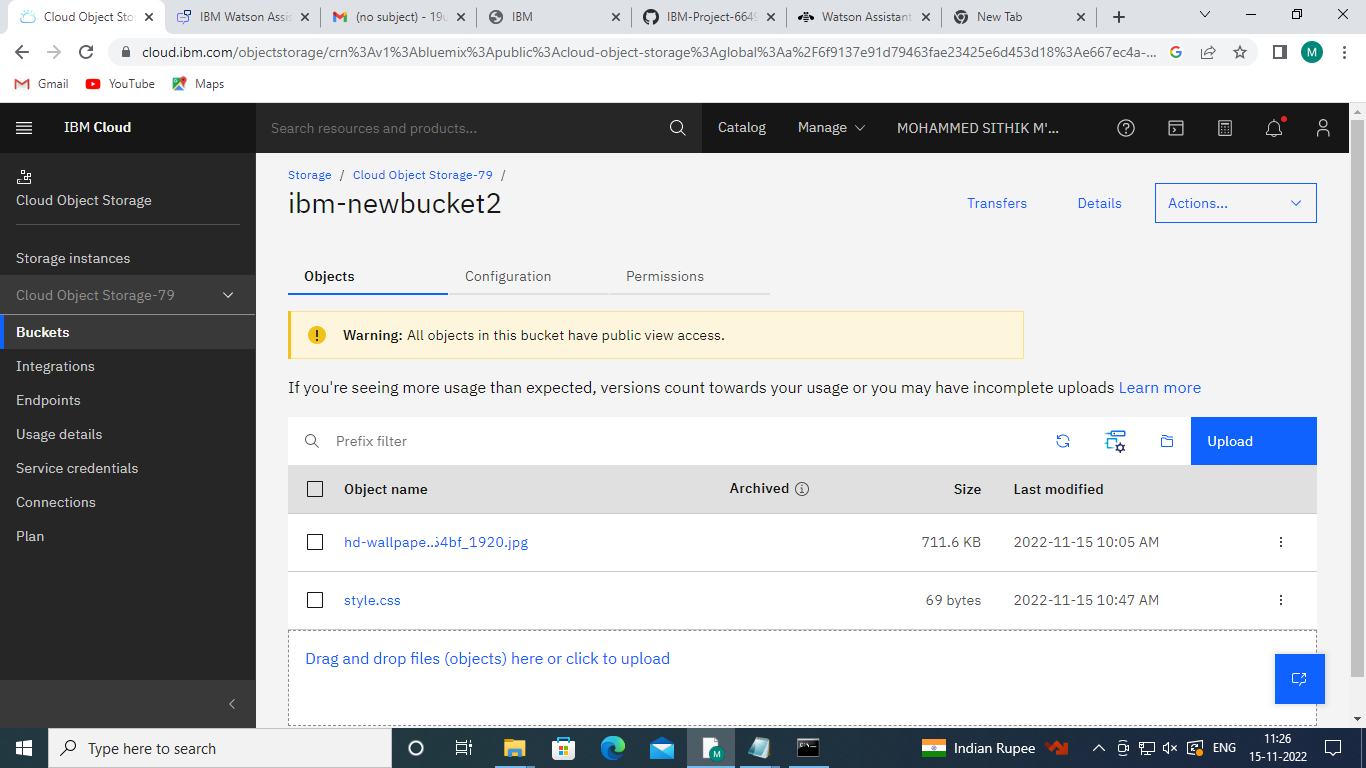 Cloud Object Stor
IBM Watson Assis
(no subject) - 19u
IBM
IBM-Project-6649
Watson Assistant
New Tab
cloud.ibm.com/objectstorage/crn%3Av1%3Abluemix%3Apublic%3Acloud-object-storage%3Aglobal%3Aa%2F6f9137e91d79463fae23425e6d453d18%3Ae667ec4a-...
M
Gmail
YouTube
Maps
IBM Cloud
Search resources and products...
Catalog
Manage
MOHAMMED SITHIK M'...
Cloud Object Storage
Storage instances
Cloud Object Storage-79
Buckets
Integrations
Endpoints
Usage details
Service credentials
Connections
Plan
Storage / Cloud Object Storage-79 /
ibm-newbucket2
Transfers
Details
Actions...
Objects
Configuration
Permissions
Warning: All objects in this bucket have public view access.
If you're seeing more usage than expected, versions count towards your usage or you may have incomplete uploads Learn more
Prefix filter
Upload
Object name
Archived
Size
Last modified
hd-wallpape...54bf_1920.jpg
711.6 KB
2022-11-15 10:05 AM
style.css
69 bytes
2022-11-15 10:47 AM
Drag and drop files (objects) here or click to upload
Type here to search
M
Indian Rupee
ENG
11:26
15-11-2022